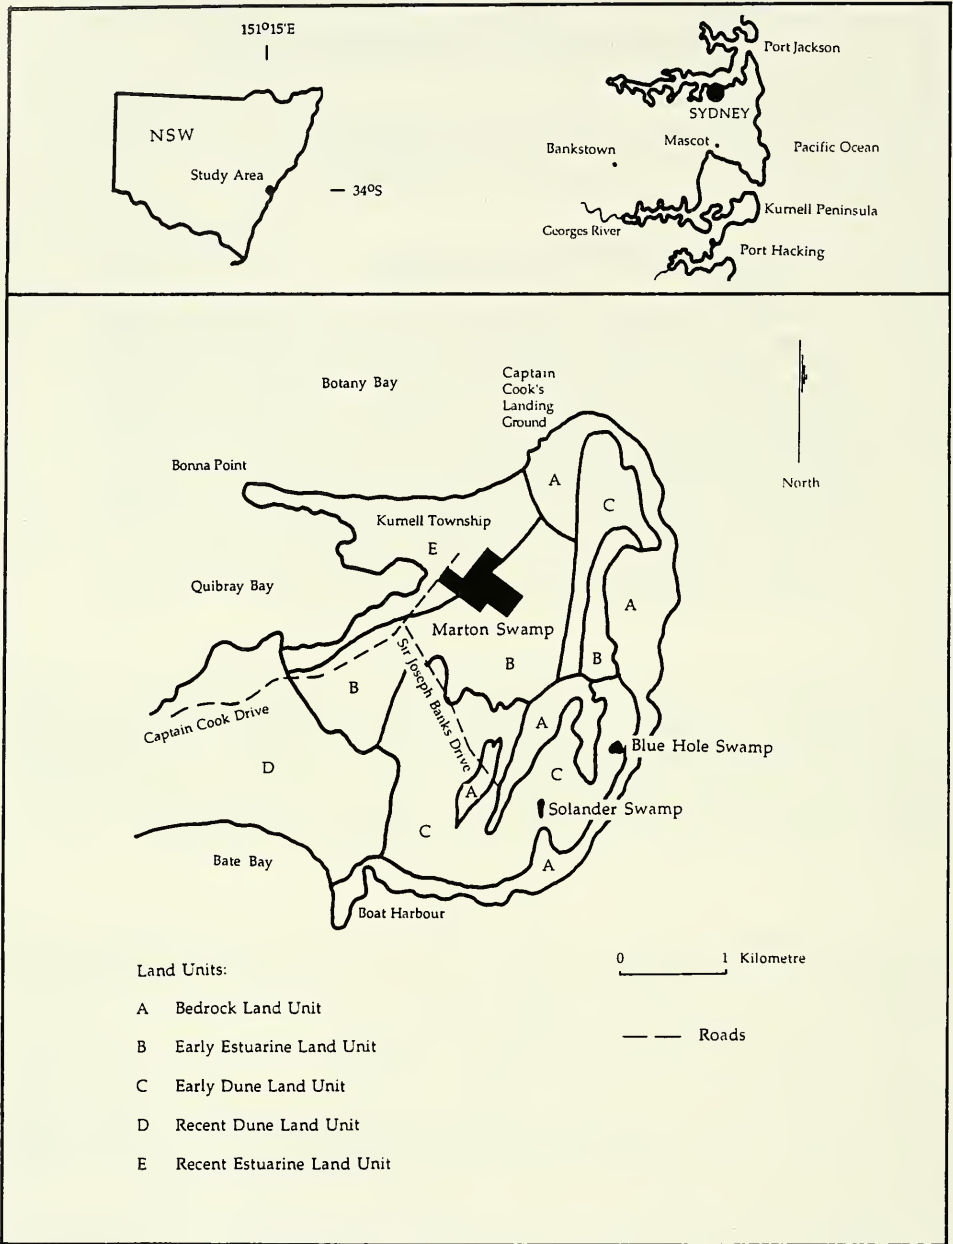 151°15'E
NSW
Study Area
34°S
Port Jackson
SYDNEY
Mascot
Bankstown
Pacific Ocean
Kurnell Peninsula
Georges River
Port Hacking
Botany Bay
Captain
Cook's
Landing
Ground
North
Bonna Point
A
C
Kurnell Township
E
Quibray Bay
A
Marton Swamp
B
B
B
Sir Joseph Banks Drive
Captain Cook Drive
A
Blue Hole Swamp
D
C
A
Solander Swamp
C
Bate Bay
A
Boat Harbour
0 1 Kilometre
Land Units:
A Bedrock Land Unit
B Early Estuarine Land Unit
C Early Dune Land Unit
D Recent Dune Land Unit
E Recent Estuarine Land Unit
Roads